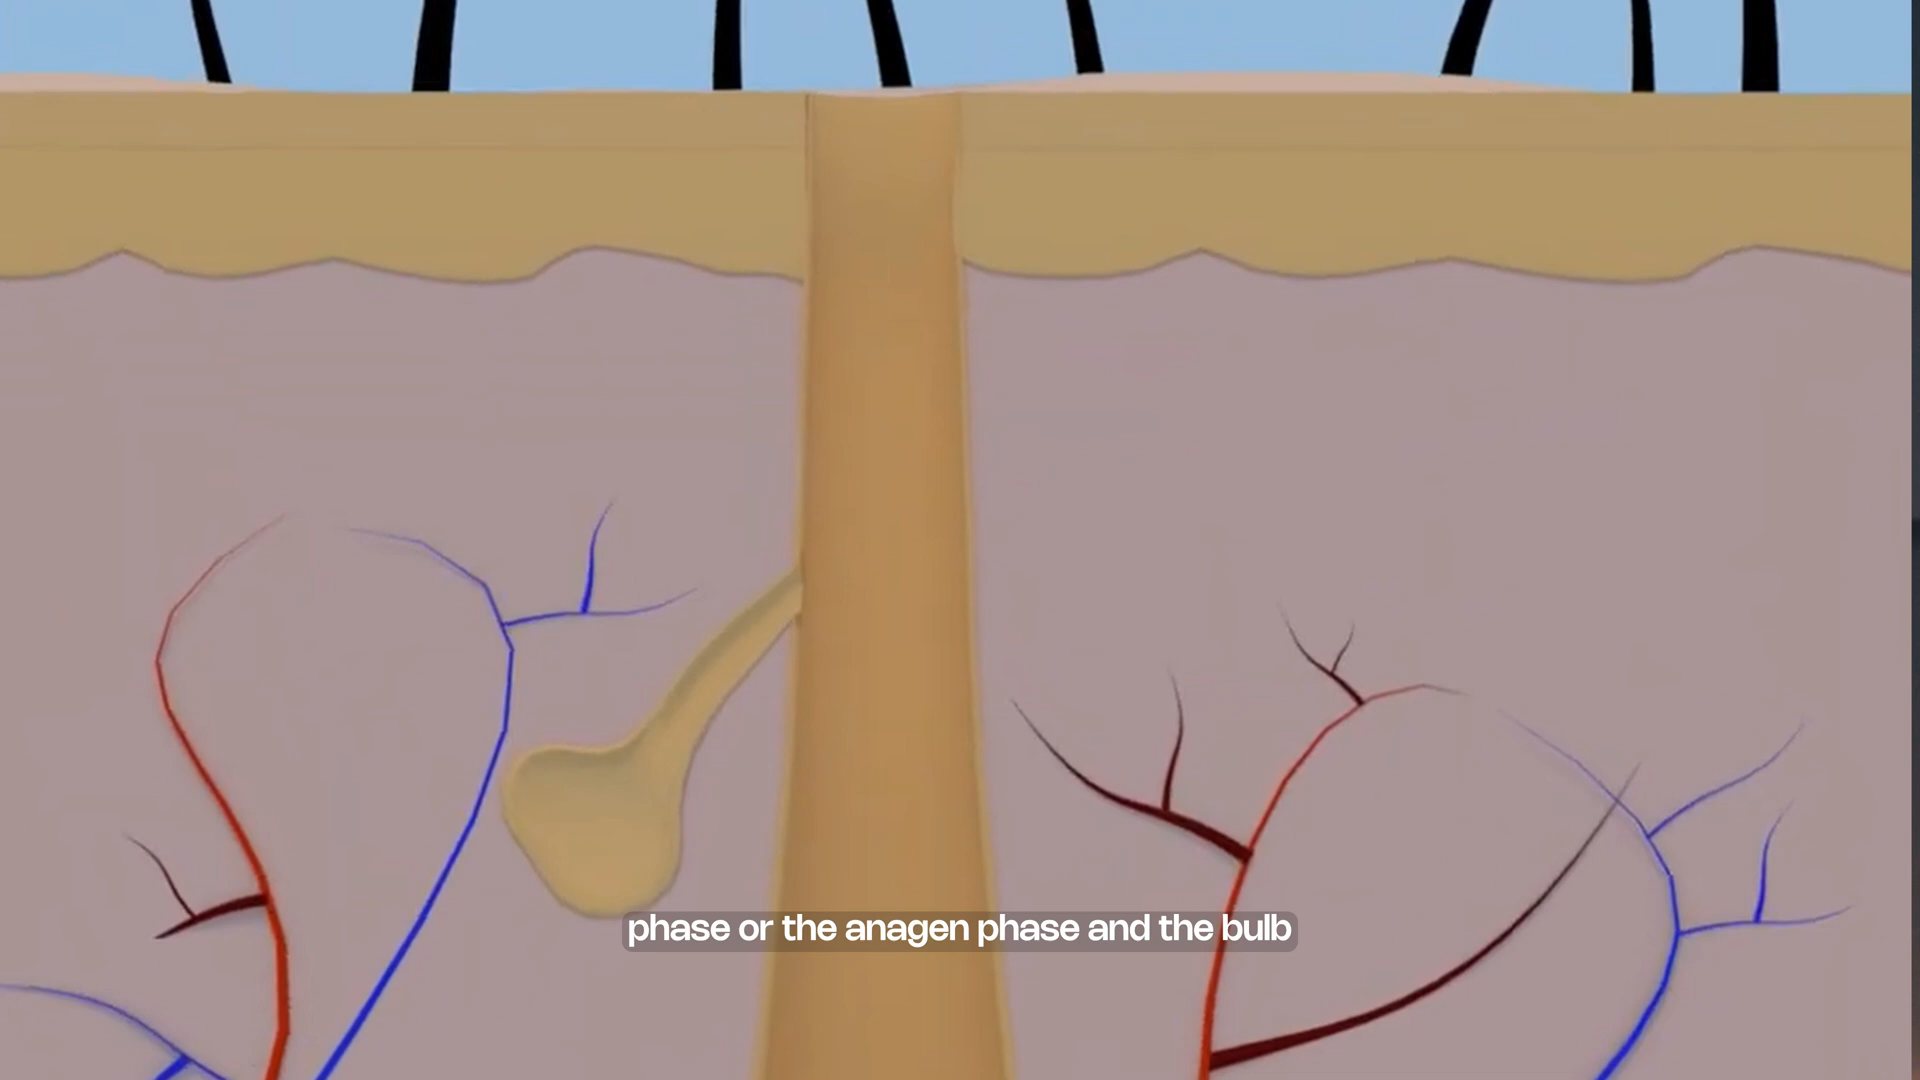 phase or the anagen phase and the bulb